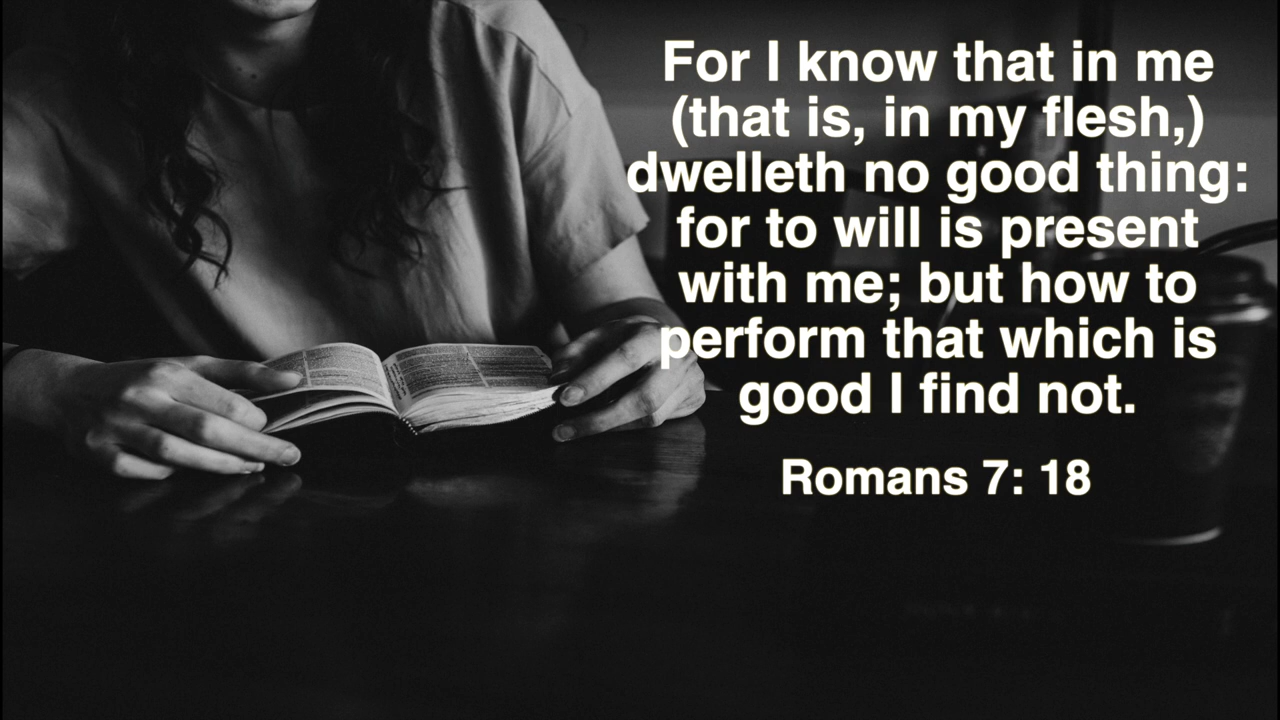 For I know that in me
(that is, in my flesh,)
dwelleth no good thing:
for to will is present
with me; but how to
perform that which is
good I find not.
Romans 7: 18